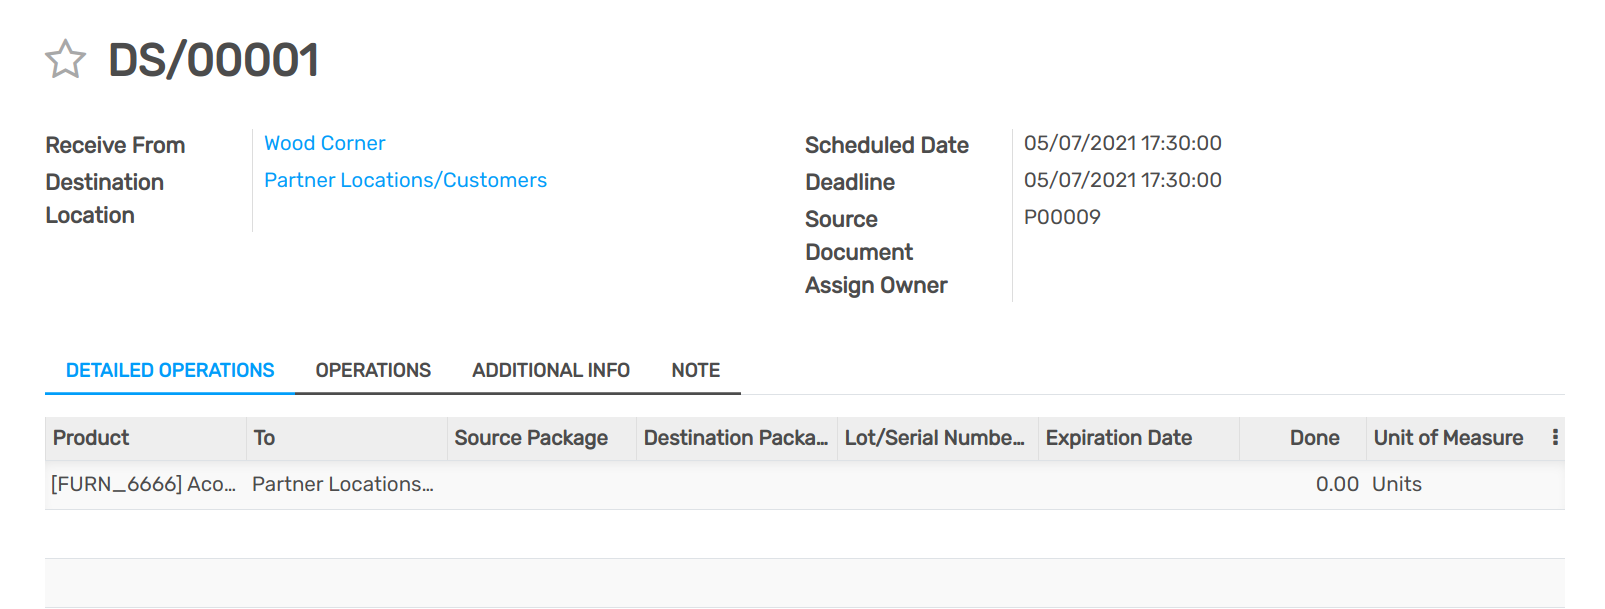 DS/00001
Receive From
Wood Corner
Destination
Location
Partner Locations/Customers
Scheduled Date
05/07/2021 17:30:00
Deadline
05/07/2021 17:30:00
Source
Document
P00009
Assign Owner
DETAILED OPERATIONS OPERATIONS ADDITIONAL INFO NOTE
Product To Source Package Destination Packa... Lot/Serial Numbe... Expiration Date Done Unit of Measure
[FURN_6666] Aco... Partner Locations... 0.00 Units